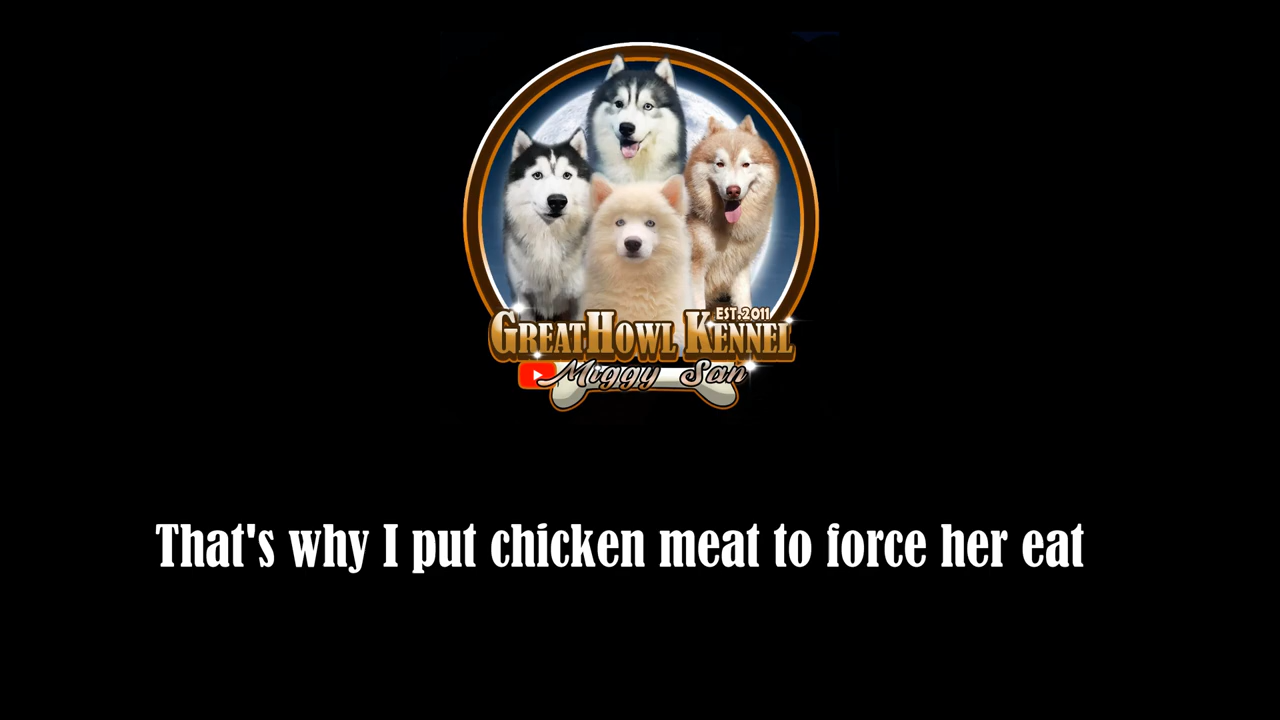 EST.2011
GREATHOWL KENNEL
Miggy San
That's why I put chicken meat to force her eat